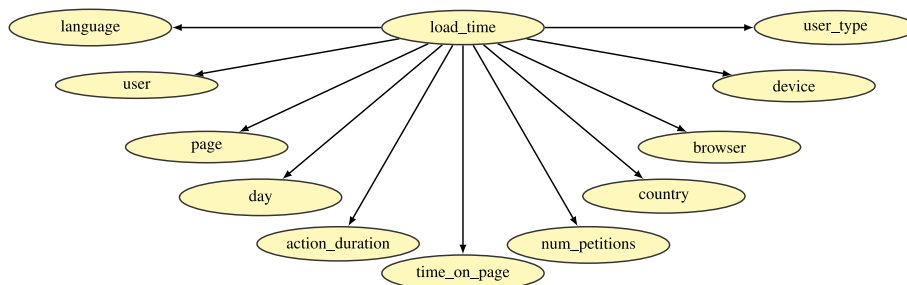 language
load_time
user_type
user
device
page
browser
day
country
action_duration
num_petitions
time_on_page